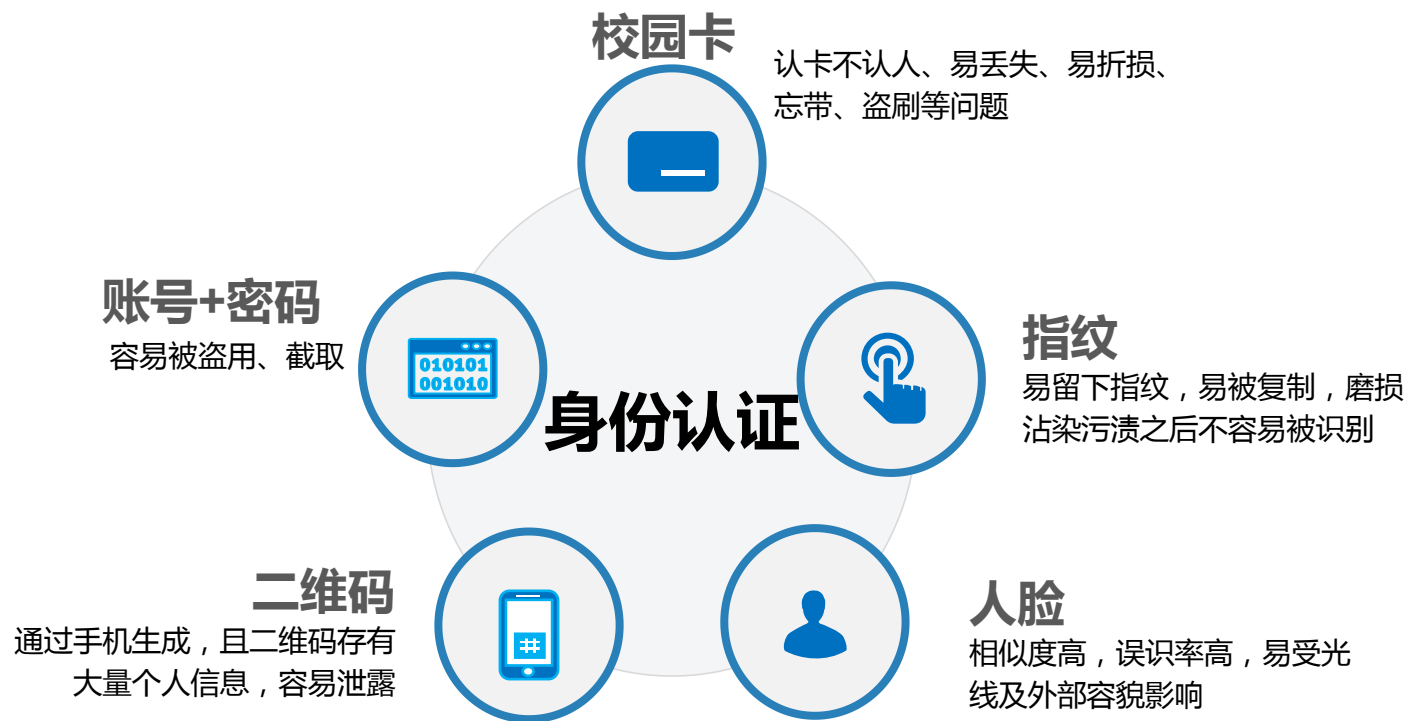 校园卡
认卡不认人、易丢失、易折损、
忘带、盗刷等问题
账号+密码
容易被盗用、截取
010101
001010
身份认证
指纹
易留下指纹，易被复制，磨损
沾染污渍之后不容易被识别
二维码
通过手机生成，且二维码存有
大量个人信息，容易泄露
人脸
相似度高，误识率高，易受光
线及外部容貌影响